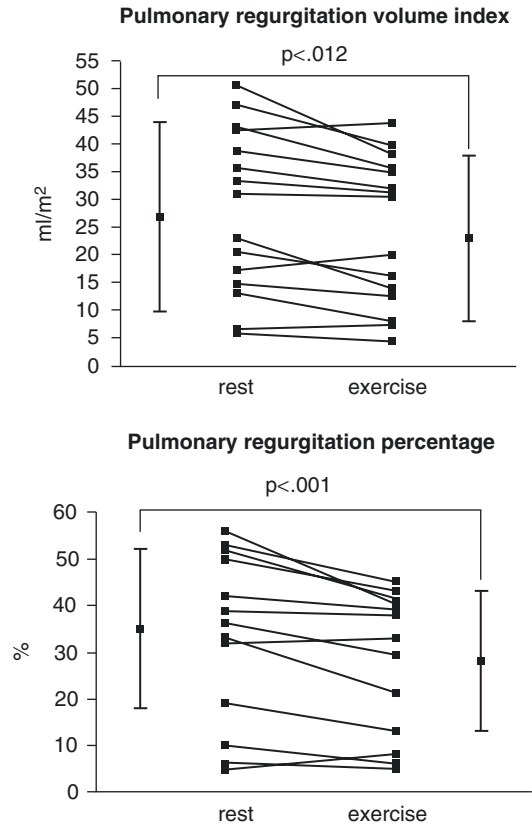 Pulmonary regurgitation volume index
p<.012
55
50
45
40
35
30
25
20
15
10
5
0
ml/m²
rest exercise
Pulmonary regurgitation percentage
p<.001
60
50
40
30
20
10
0
%
rest exercise